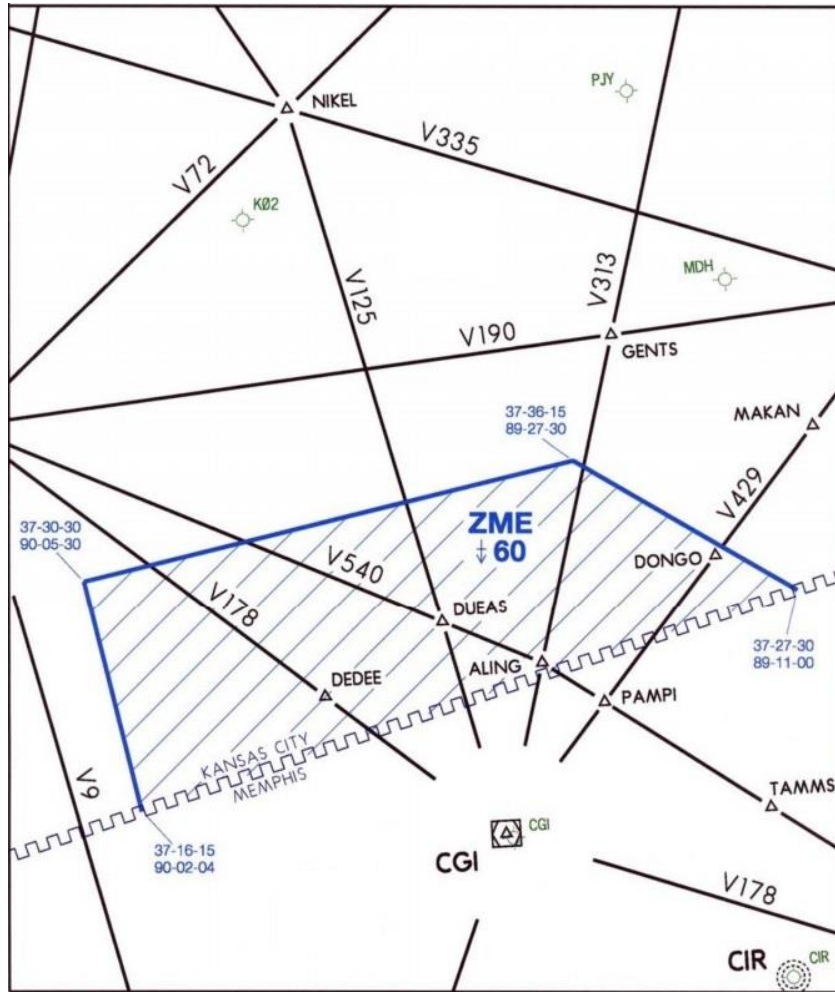 PJY
NIKEL
V335
V72
KØ2
V125
V313
MDH
V190
GENTS
37-36-15
89-27-30
MAKAN
V429
ZME
↓ 60
37-30-30
90-05-30
DONGO
V540
V178
DUEAS
37-27-30
89-11-00
ALING
DEDEE
PAMPI
KANSAS CITY
MEMPHIS
V9
TAMMS
37-16-15
90-02-04
CGI
CGI
V178
CIR
CIR